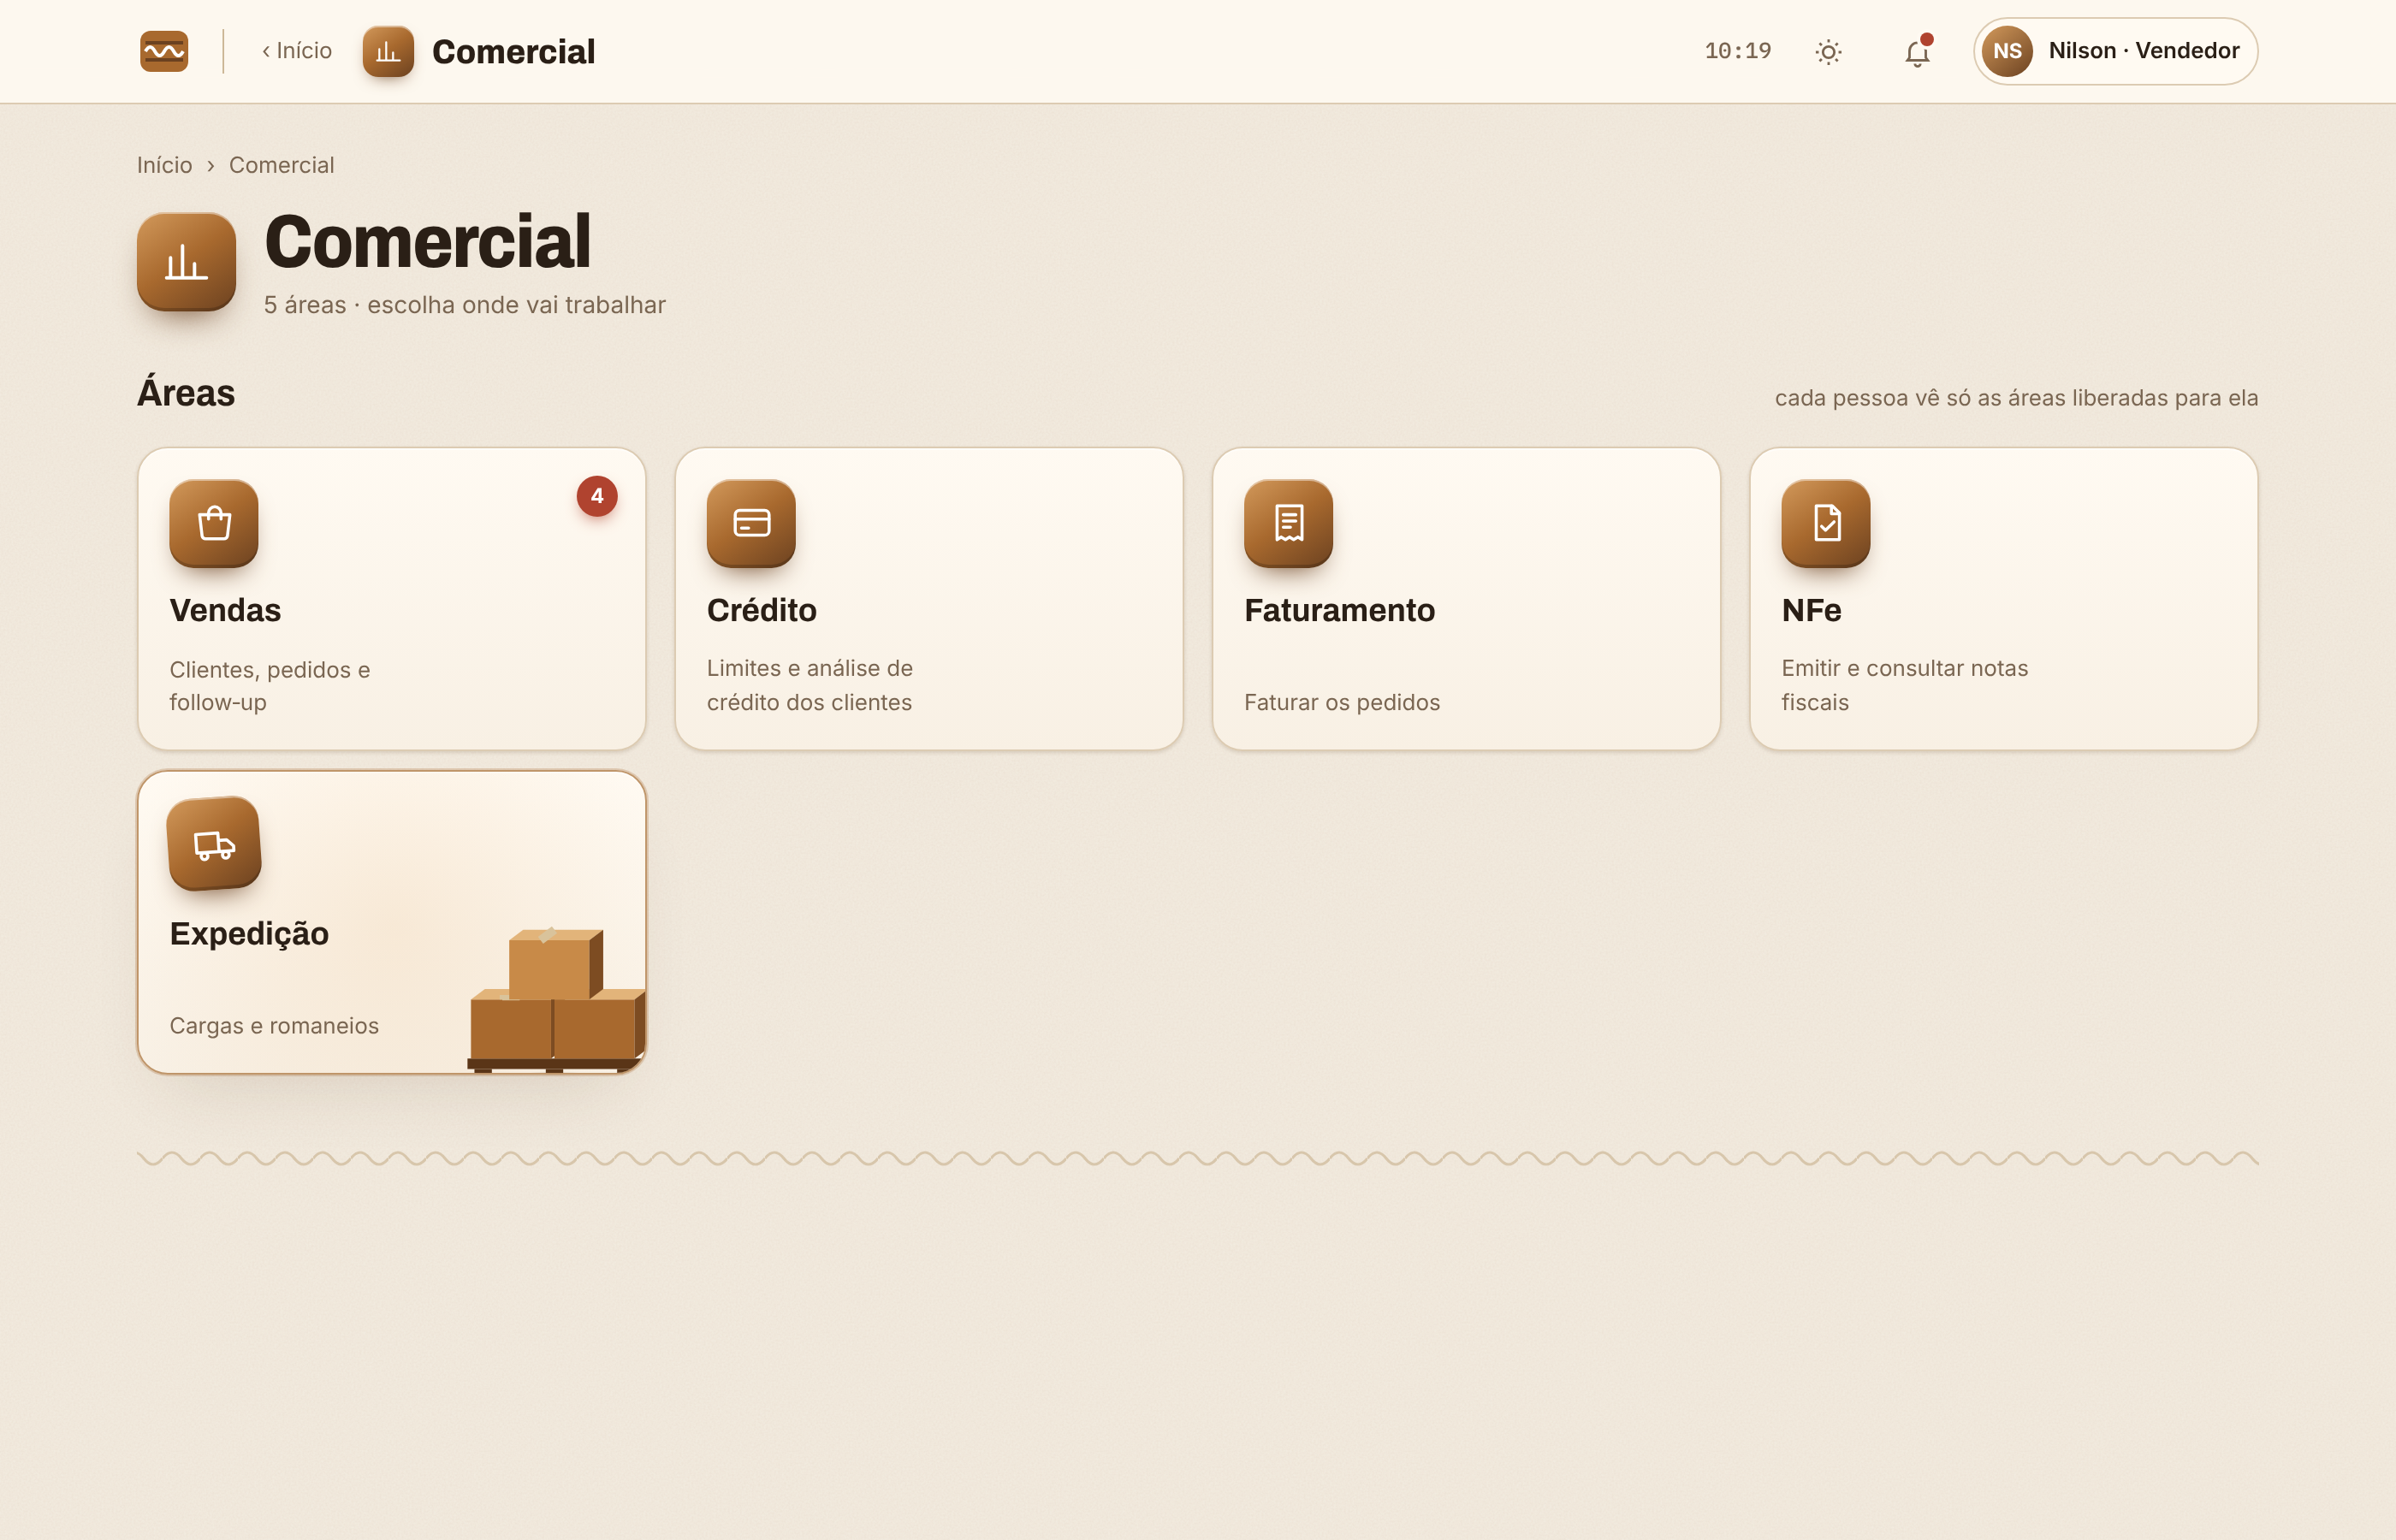 ‹ Início
Comercial
10:19
NS
Nilson · Vendedor
Início › Comercial
Comercial
5 áreas · escolha onde vai trabalhar
Áreas
cada pessoa vê só as áreas liberadas para ela
4
Vendas
Clientes, pedidos e
follow-up
Crédito
Limites e análise de
crédito dos clientes
Faturamento
Faturar os pedidos
NFe
Emitir e consultar notas
fiscais
Expedição
Cargas e romaneios